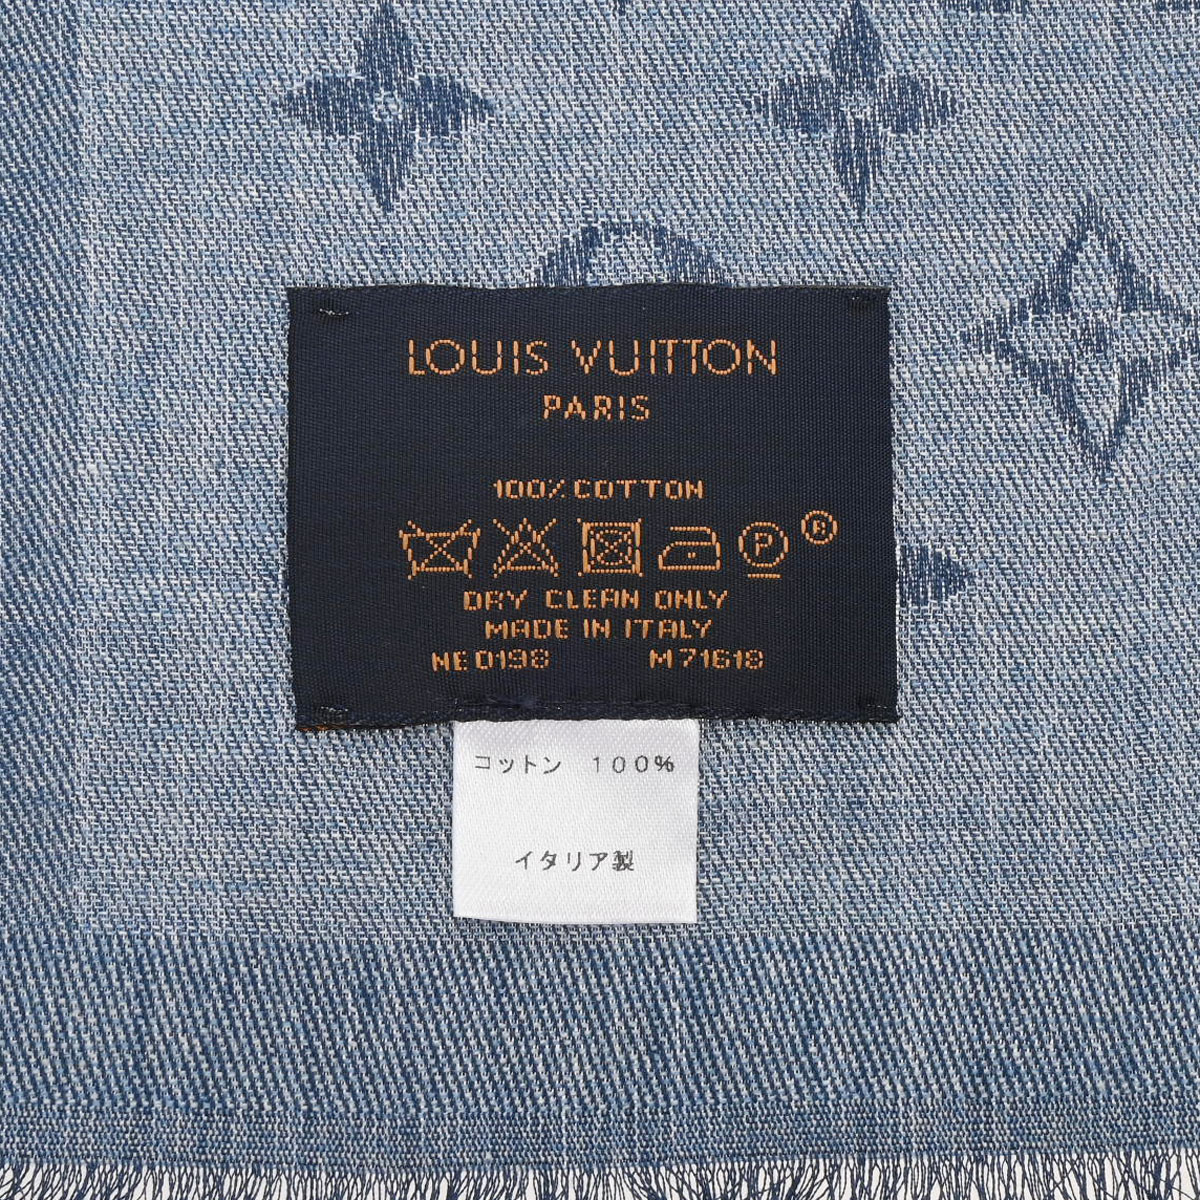 LOUIS VUITTON
PARIS
100% COTTON
P ®
DRY CLEAN ONLY
MADE IN ITALY
NE0198 M71618
コットン 100%
イタリア製